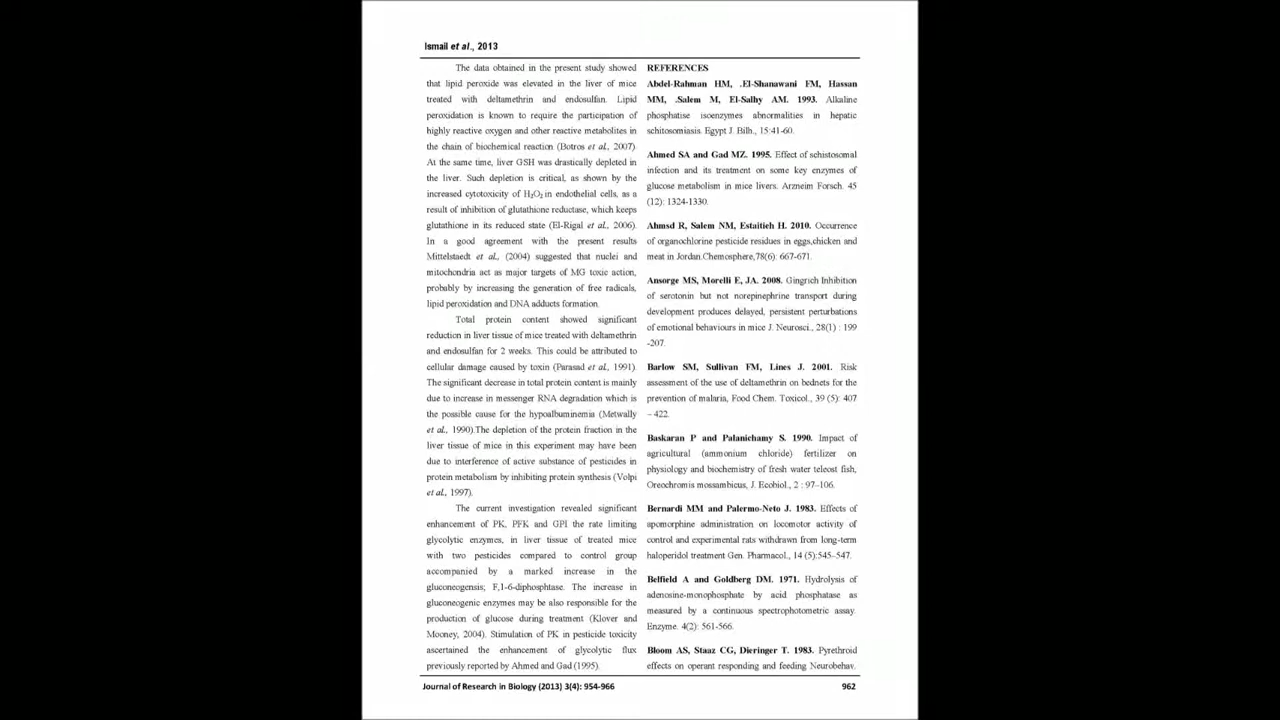 Ismail et al., 2013
The data obtained in the present study showed
that lipid peroxide was elevated in the liver of mice
treated with deltamethrin and endosulfan. Lipid
peroxidation is known to require the participation of
highly reactive oxygen and other reactive metabolites in
the chain of biochemical reaction (Botros et al., 2007).
At the same time, liver GSH was drastically depleted in
the liver. Such depletion is critical, as shown by the
increased cytotoxicity of H₂O₂ in endothelial cells, as a
result of inhibition of glutathione reductase, which keeps
glutathione in its reduced state (El-Rigal et al., 2006).
In a good agreement with the present results
Mittelstaedt et al., (2004) suggested that nuclei and
mitochondria act as major targets of MG toxic action,
probably by increasing the generation of free radicals,
lipid peroxidation and DNA adducts formation.
Total protein content showed significant
reduction in liver tissue of mice treated with deltamethrin
and endosulfan for 2 weeks. This could be attributed to
cellular damage caused by toxin (Parasad et al., 1991).
The significant decrease in total protein content is mainly
due to increase in messenger RNA degradation which is
the possible cause for the hypoalbuminemia (Metwally
et al., 1990).The depletion of the protein fraction in the
liver tissue of mice in this experiment may have been
due to interference of active substance of pesticides in
protein metabolism by inhibiting protein synthesis (Volpi
et al., 1997).
The current investigation revealed significant
enhancement of PK, PFK and GPI the rate limiting
glycolytic enzymes, in liver tissue of treated mice
with two pesticides compared to control group
accompanied by a marked increase in the
gluconeogensis; F,1-6-diphosphtase. The increase in
gluconeogenic enzymes may be also responsible for the
production of glucose during treatment (Klover and
Mooney, 2004). Stimulation of PK in pesticide toxicity
ascertained the enhancement of glycolytic flux
previously reported by Ahmed and Gad (1995).
REFERENCES
Abdel-Rahman HM, .El-Shanawani FM, Hassan
MM, .Salem M, El-Salhy AM. 1993. Alkaline
phosphatise isoenzymes abnormalities in hepatic
schitosomiasis. Egypt J. Bilh., 15:41-60.
Ahmed SA and Gad MZ. 1995. Effect of schistosomal
infection and its treatment on some key enzymes of
glucose metabolism in mice livers. Arzneim Forsch. 45
(12): 1324-1330.
Ahmsd R, Salem NM, Estaitieh H. 2010. Occurrence
of organochlorine pesticide residues in eggs,chicken and
meat in Jordan.Chemosphere,78(6): 667-671.
Ansorge MS, Morelli E, JA. 2008. Gingrich Inhibition
of serotonin but not norepinephrine transport during
development produces delayed, persistent perturbations
of emotional behaviours in mice J. Neurosci., 28(1) : 199
-207.
Barlow SM, Sullivan FM, Lines J. 2001. Risk
assessment of the use of deltamethrin on bednets for the
prevention of malaria, Food Chem. Toxicol., 39 (5): 407
– 422.
Baskaran P and Palanichamy S. 1990. Impact of
agricultural (ammonium chloride) fertilizer on
physiology and biochemistry of fresh water teleost fish,
Oreochromis mossambicus, J. Ecobiol., 2 : 97–106.
Bernardi MM and Palermo-Neto J. 1983. Effects of
apomorphine administration on locomotor activity of
control and experimental rats withdrawn from long-term
haloperidol treatment Gen. Pharmacol., 14 (5):545–547.
Belfield A and Goldberg DM. 1971. Hydrolysis of
adenosine-monophosphate by acid phosphatase as
measured by a continuous spectrophotometric assay.
Enzyme. 4(2): 561-566.
Bloom AS, Staaz CG, Dieringer T. 1983. Pyrethroid
effects on operant responding and feeding Neurobehav.
Journal of Research in Biology (2013) 3(4): 954-966
962